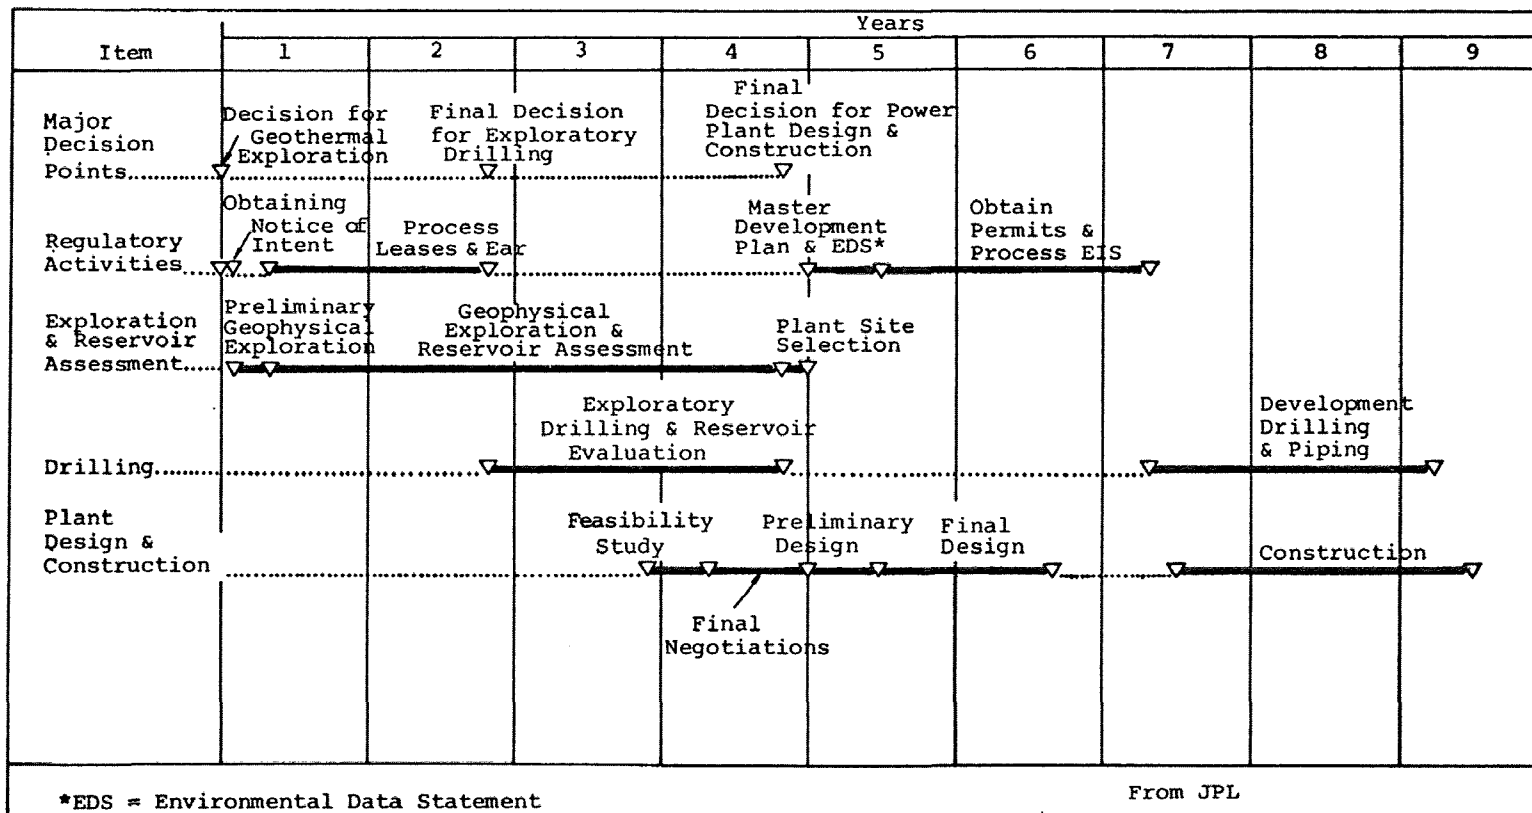 Years
Item 1 2 3 4 5 6 7 8 9
Major
Decision
Points
Decision for
Geothermal
Exploration
Final Decision
for Exploratory
Drilling
Final
Decision for Power
Plant Design &
Construction
Regulatory
Activities
Obtaining
Notice of
Intent
Process
Leases & Ear
Master
Development
Plan & EDS*
Obtain
Permits &
Process EIS
Exploration
& Reservoir
Assessment
Preliminary
Geophysical
Exploration
Geophysical
Exploration &
Reservoir Assessment
Plant Site
Selection
Drilling
Exploratory
Drilling & Reservoir
Evaluation
Development
Drilling
& Piping
Plant
Design &
Construction
Feasibility
Study
Final
Negotiations
Preliminary
Design
Final
Design
Construction
*EDS = Environmental Data Statement
From JPL